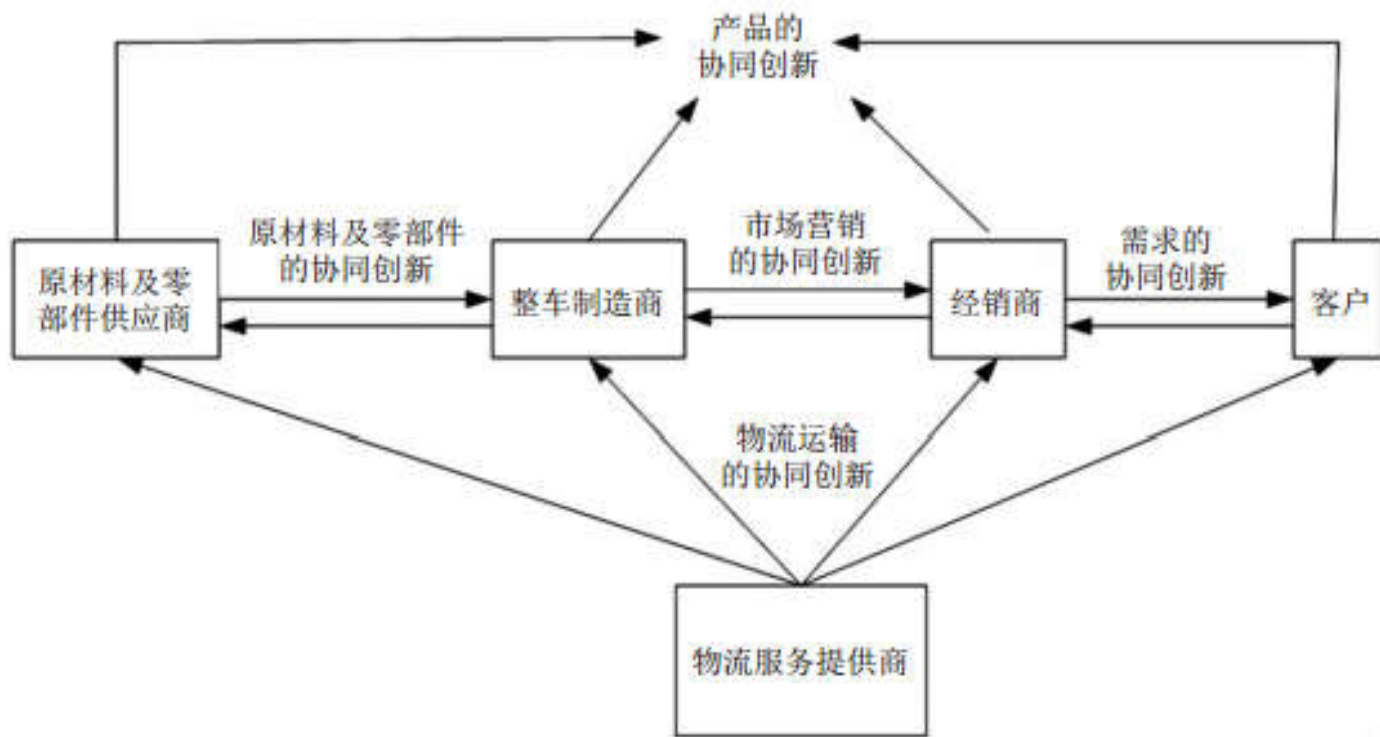 产品的
协同创新
原材料及零部件
的协同创新
市场营销
的协同创新
需求的
协同创新
原材料及零
部件供应商
整车制造商
经销商
客户
物流运输
的协同创新
物流服务提供商